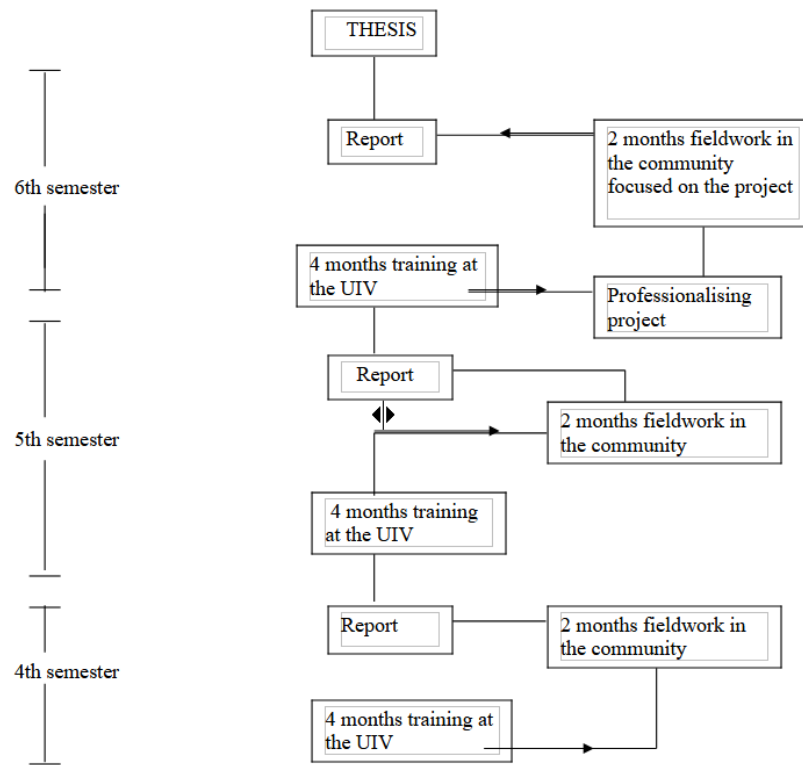 THESIS
Report
2 months fieldwork in
the community
focused on the project
6th semester
4 months training at
the UIV
Professionalising
project
Report
2 months fieldwork in
the community
5th semester
4 months training
at the UIV
Report
2 months fieldwork in
the community
4th semester
4 months training at
the UIV